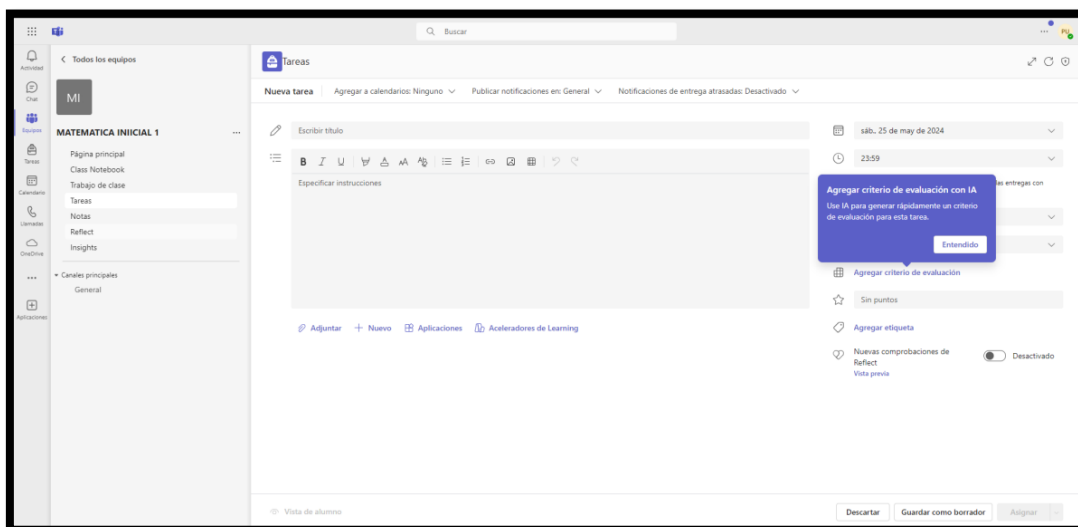 Buscar
PU
Actividad
Chat
Equipos
Tareas
Calendario
Llamadas
OneDrive
Aplicaciones
Todos los equipos
MI
MATEMATICA INIICIAL 1
Página principal
Class Notebook
Trabajo de clase
Tareas
Notas
Reflect
Insights
Canales principales
General
Tareas
Nueva tarea
Agregar a calendarios: Ninguno
Publicar notificaciones en: General
Notificaciones de entrega atrasadas: Desactivado
Escribir título
B I U
Especificar instrucciones
Adjuntar
Nuevo
Aplicaciones
Aceleradores de Learning
sáb., 25 de may de 2024
23:59
las entregas con
Agregar criterio de evaluación con IA
Use IA para generar rápidamente un criterio
de evaluación para esta tarea.
Entendido
Agregar criterio de evaluación
Sin puntos
Agregar etiqueta
Nuevas comprobaciones de
Reflect
Vista previa
Desactivado
Vista de alumno
Descartar
Guardar como borrador
Asignar